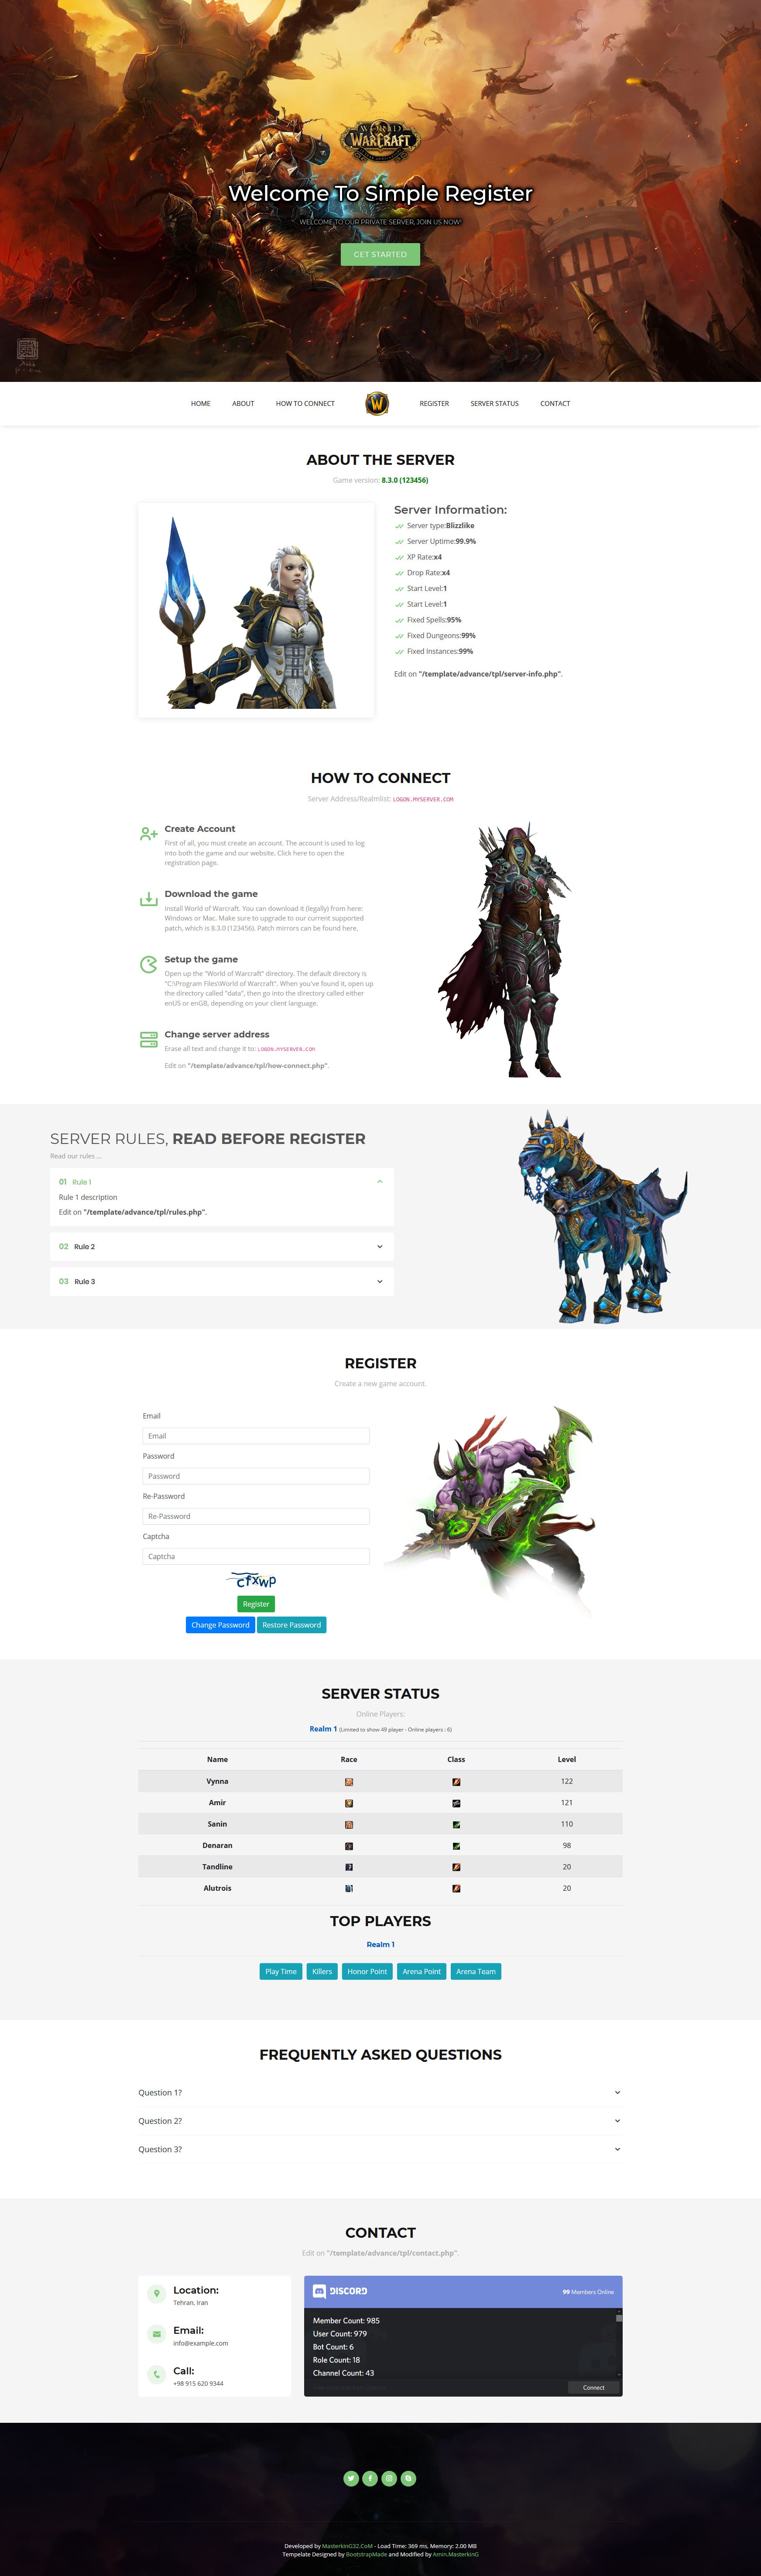 WORLD
WARCRAFT
Welcome To Simple Register
WELCOME TO OUR PRIVATE SERVER, JOIN US NOW!
GET STARTED
HOME ABOUT HOW TO CONNECT W REGISTER SERVER STATUS CONTACT
ABOUT THE SERVER
Game version: 8.3.0 (123456)
Server Information:
Server type:Blizzlike
Server Uptime:99.9%
XP Rate:x4
Drop Rate:x4
Start Level:1
Start Level:1
Fixed Spells:95%
Fixed Dungeons:99%
Fixed Instances:99%
Edit on "/template/advance/tpl/server-info.php".
HOW TO CONNECT
Server Address/Realmlist: LOGON.MYSERVER.COM
Create Account
First of all, you must create an account. The account is used to log
into both the game and our website. Click here to open the
registration page.
Download the game
Install World of Warcraft. You can download it (legally) from here:
Windows or Mac. Make sure to upgrade to our current supported
patch, which is 8.3.0 (123456). Patch mirrors can be found here.
Setup the game
Open up the "World of Warcraft" directory. The default directory is
"C:\Program Files\World of Warcraft". When you've found it, open up
the directory called "data", then go into the directory called either
enUS or enGB, depending on your client language.
Change server address
Erase all text and change it to: LOGON.MYSERVER.COM
Edit on "/template/advance/tpl/how-connect.php".
SERVER RULES, READ BEFORE REGISTER
Read our rules ...
01 Rule 1
Rule 1 description
Edit on "/template/advance/tpl/rules.php".
02 Rule 2
03 Rule 3
REGISTER
Create a new game account.
Email
Email
Password
Password
Re-Password
Re-Password
Captcha
Captcha
cfxwp
Register
Change Password Restore Password
SERVER STATUS
Online Players:
Realm 1 (Limited to show 49 player - Online players : 6)
Name Race Class Level
Vynna 122
Amir 121
Sanin 110
Denaran 98
Tandline 20
Alutrois 20
TOP PLAYERS
Realm 1
Play Time Killers Honor Point Arena Point Arena Team
FREQUENTLY ASKED QUESTIONS
Question 1?
Question 2?
Question 3?
CONTACT
Edit on "/template/advance/tpl/contact.php".
Location:
Tehran, Iran
Email:
info@example.com
Call:
+98 915 620 9344
DISCORD 99 Members Online
Member Count: 985
User Count: 979
Bot Count: 6
Role Count: 18
Channel Count: 43
Connect
Developed by MasterkinG32.CoM - Load Time: 369 ms, Memory: 2.00 MB
Tempelate Designed by BootstrapMade and Modified by Amin.MasterkinG